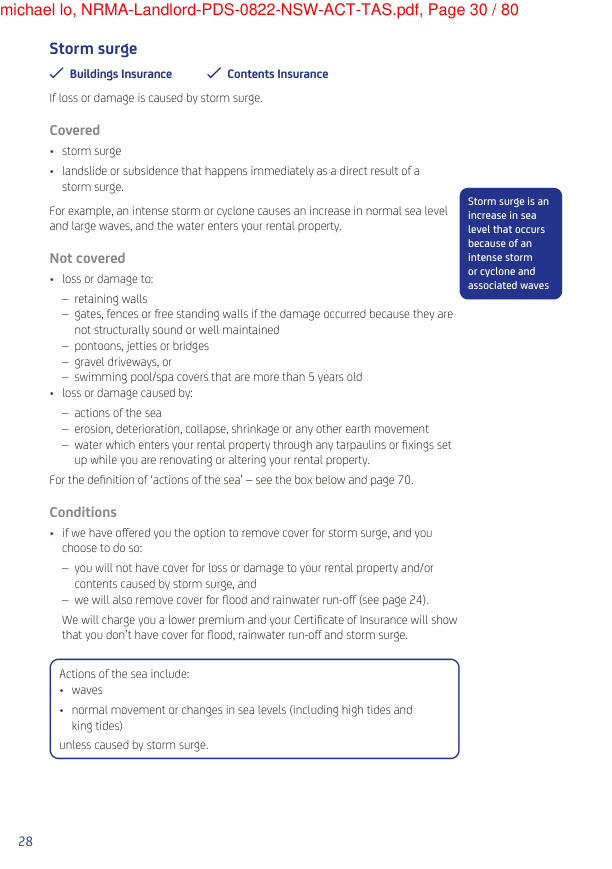 michael lo, NRMA-Landlord-PDS-0822-NSW-ACT-TAS.pdf, Page 30 / 80
Storm surge
✓ Buildings Insurance ✓ Contents Insurance
If loss or damage is caused by storm surge.
Covered
• storm surge
• landslide or subsidence that happens immediately as a direct result of a
storm surge.
For example, an intense storm or cyclone causes an increase in normal sea level
and large waves, and the water enters your rental property.
Storm surge is an
increase in sea
level that occurs
because of an
intense storm
or cyclone and
associated waves
Not covered
• loss or damage to:
– retaining walls
– gates, fences or free standing walls if the damage occurred because they are
not structurally sound or well maintained
– pontoons, jetties or bridges
– gravel driveways, or
– swimming pool/spa covers that are more than 5 years old
• loss or damage caused by:
– actions of the sea
– erosion, deterioration, collapse, shrinkage or any other earth movement
– water which enters your rental property through any tarpaulins or fixings set
up while you are renovating or altering your rental property.
For the definition of ‘actions of the sea’ – see the box below and page 70.
Conditions
• if we have offered you the option to remove cover for storm surge, and you
choose to do so:
– you will not have cover for loss or damage to your rental property and/or
contents caused by storm surge, and
– we will also remove cover for flood and rainwater run-off (see page 24).
We will charge you a lower premium and your Certificate of Insurance will show
that you don’t have cover for flood, rainwater run-off and storm surge.
Actions of the sea include:
• waves
• normal movement or changes in sea levels (including high tides and
king tides)
unless caused by storm surge.
28